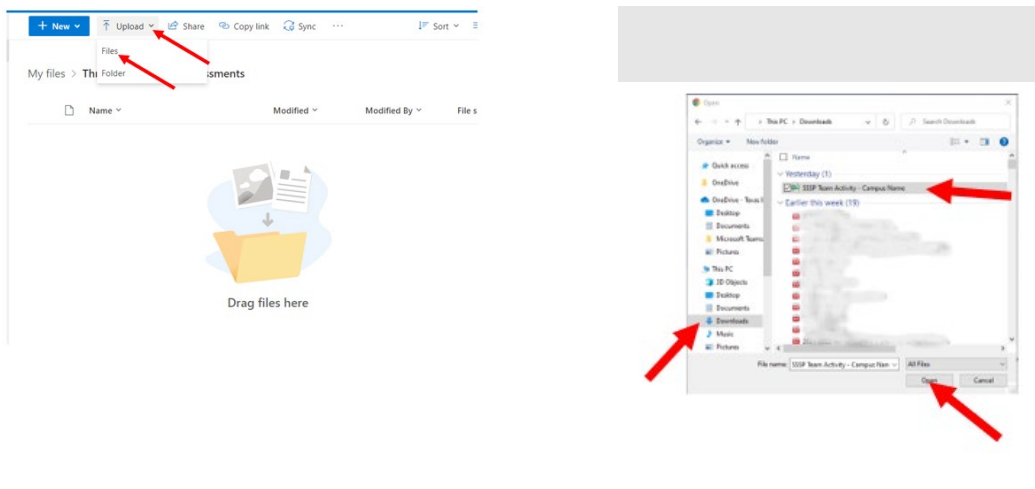 + New Upload Share Copy link Sync ... Sort
Files
Folder
My files > Thr ssments
Name Modified Modified By File s
Drag files here
Open
This PC > Downloads Search Downloads
Organize New folder
Name
Quick access
Yesterday (1)
OneDrive
SSSP Team Activity - Campus Name
OneDrive - Texas
Earlier this week (19)
Desktop
Documents
Microsoft Teams
Pictures
This PC
3D Objects
Desktop
Documents
Downloads
Music
Pictures
File name: SSSP Team Activity - Campus Nam All Files
Open Cancel